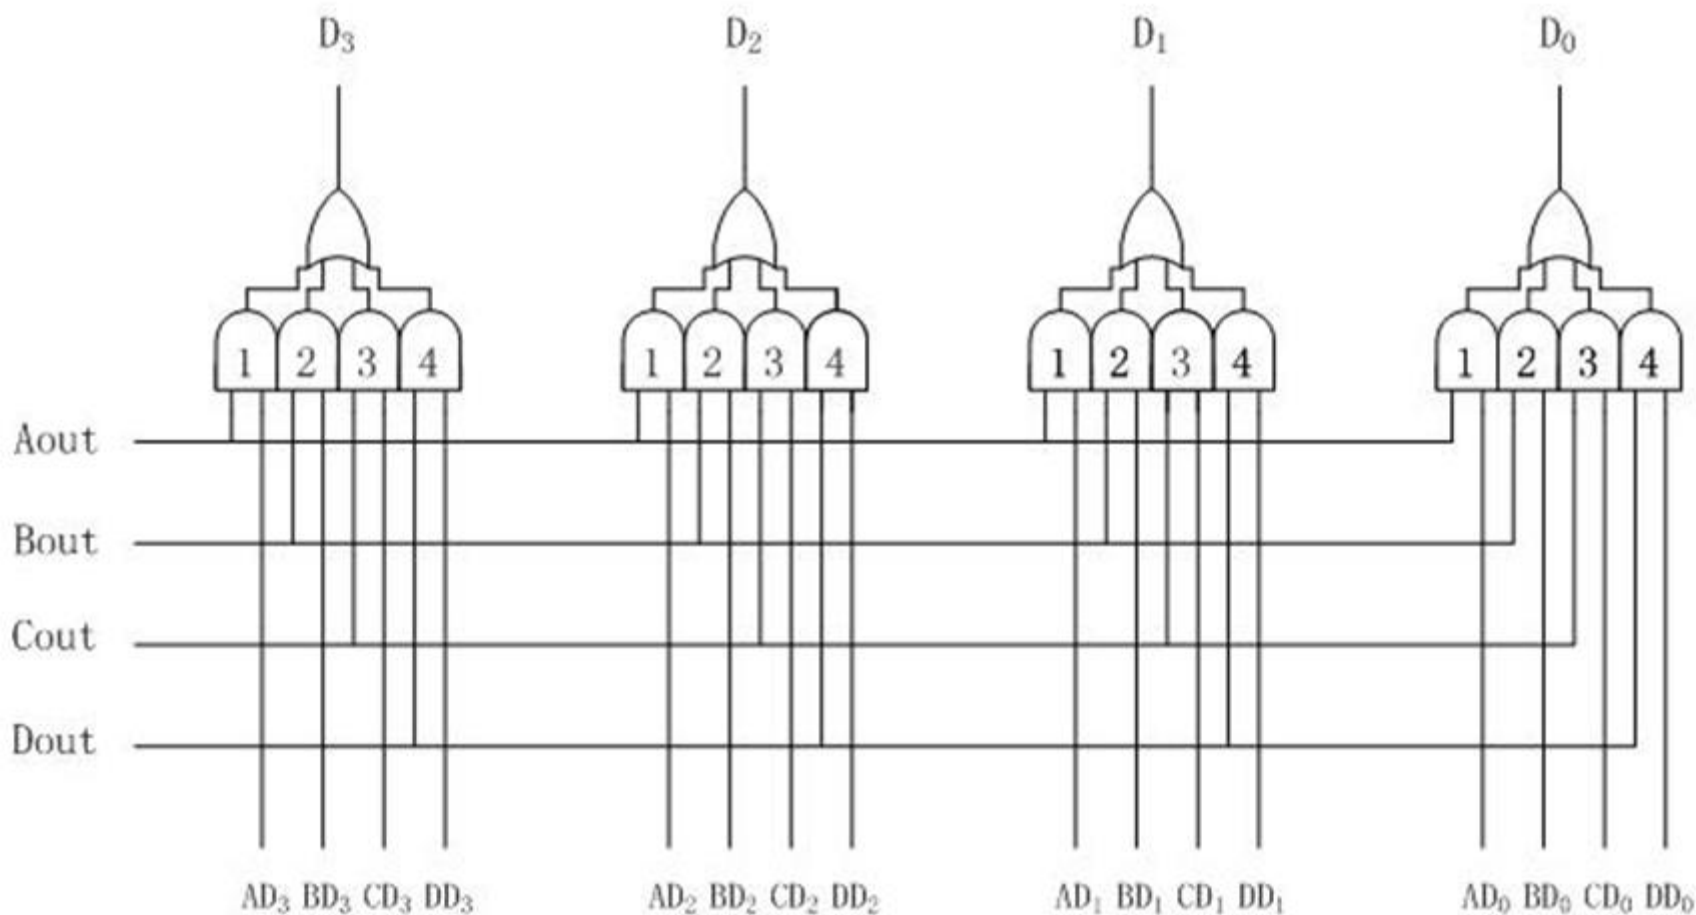 D₃ D₂ D₁ D₀
1 2 3 4 1 2 3 4 1 2 3 4 1 2 3 4
Aout
Bout
Cout
Dout
AD₃ BD₃ CD₃ DD₃ AD₂ BD₂ CD₂ DD₂ AD₁ BD₁ CD₁ DD₁ AD₀ BD₀ CD₀ DD₀